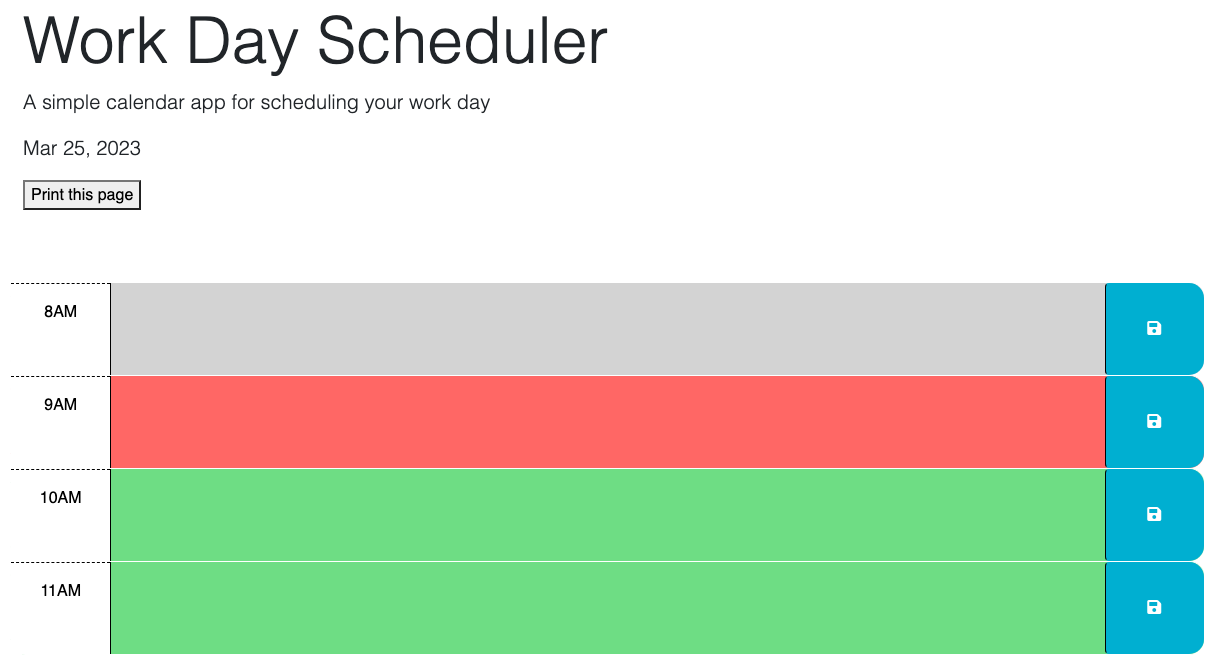 Work Day Scheduler
A simple calendar app for scheduling your work day
Mar 25, 2023
Print this page
8AM
9AM
10AM
11AM